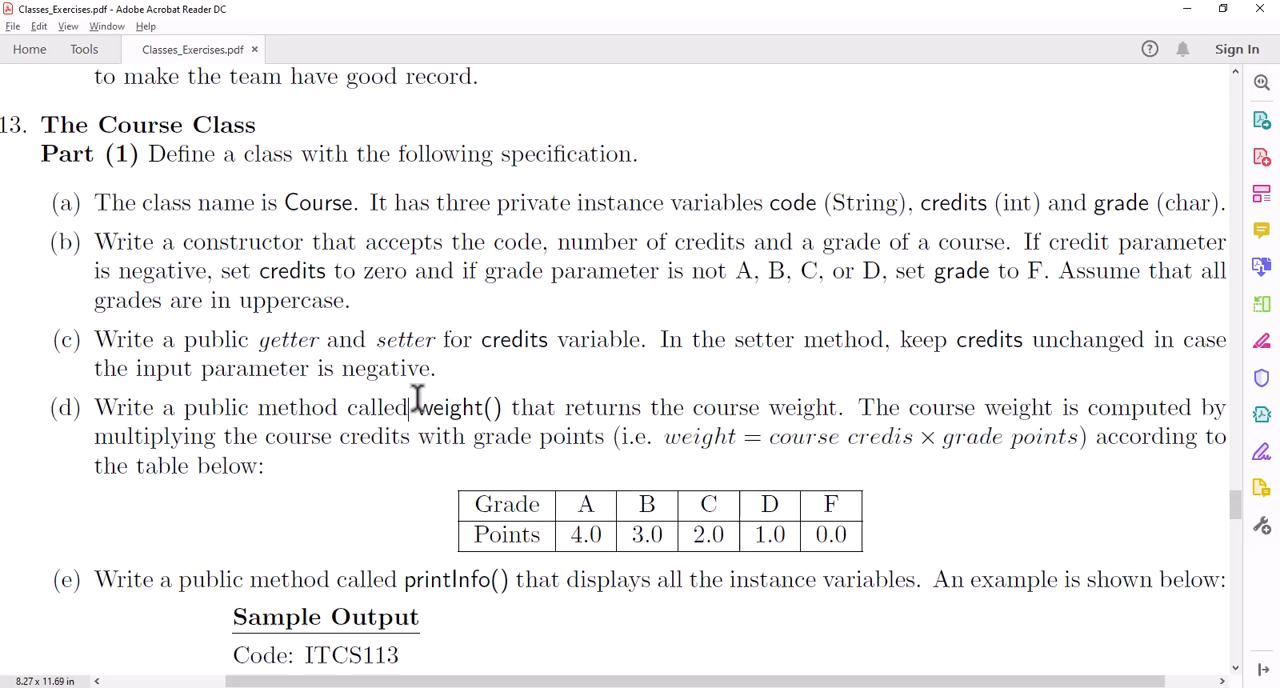 Classes_Exercises.pdf - Adobe Acrobat Reader DC
File Edit View Window Help
Home Tools Classes_Exercises.pdf × Sign In
to make the team have good record.
13. The Course Class
Part (1) Define a class with the following specification.
(a) The class name is Course. It has three private instance variables code (String), credits (int) and grade (char).
(b) Write a constructor that accepts the code, number of credits and a grade of a course. If credit parameter
is negative, set credits to zero and if grade parameter is not A, B, C, or D, set grade to F. Assume that all
grades are in uppercase.
(c) Write a public getter and setter for credits variable. In the setter method, keep credits unchanged in case
the input parameter is negative.
(d) Write a public method called weight() that returns the course weight. The course weight is computed by
multiplying the course credits with grade points (i.e. weight = course credis × grade points) according to
the table below:
Grade A B C D F
Points 4.0 3.0 2.0 1.0 0.0
(e) Write a public method called printInfo() that displays all the instance variables. An example is shown below:
Sample Output
Code: ITCS113
8.27 x 11.69 in